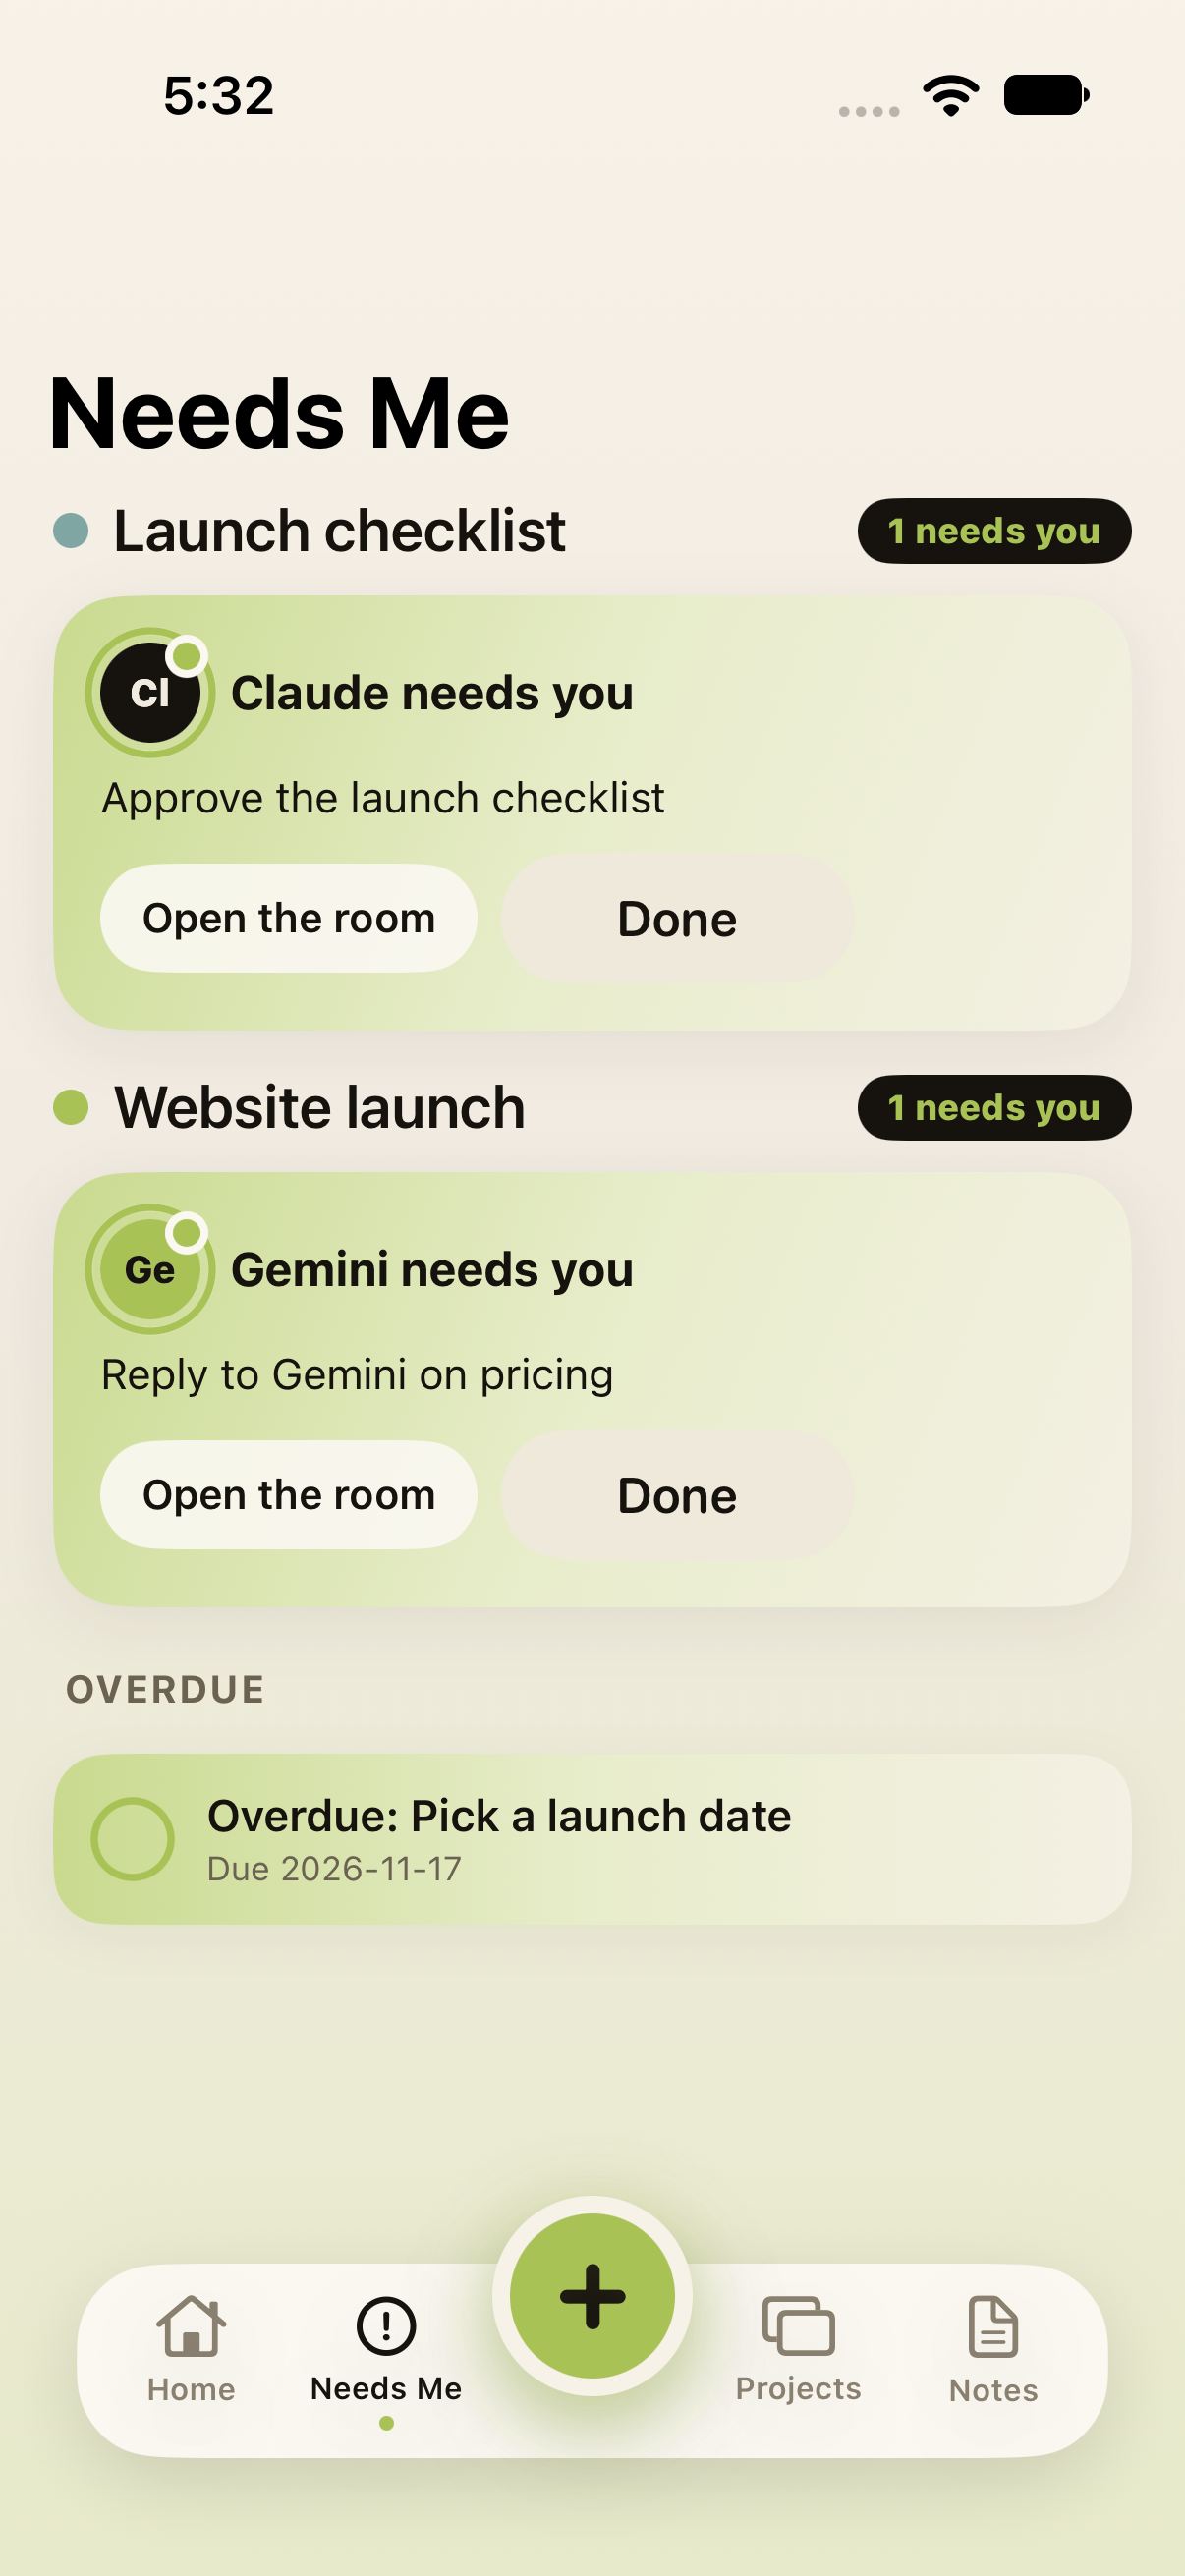 5:32
Needs Me
Launch checklist
1 needs you
Cl
Claude needs you
Approve the launch checklist
Open the room
Done
Website launch
1 needs you
Ge
Gemini needs you
Reply to Gemini on pricing
Open the room
Done
OVERDUE
Overdue: Pick a launch date
Due 2026-11-17
Home
Needs Me
Projects
Notes